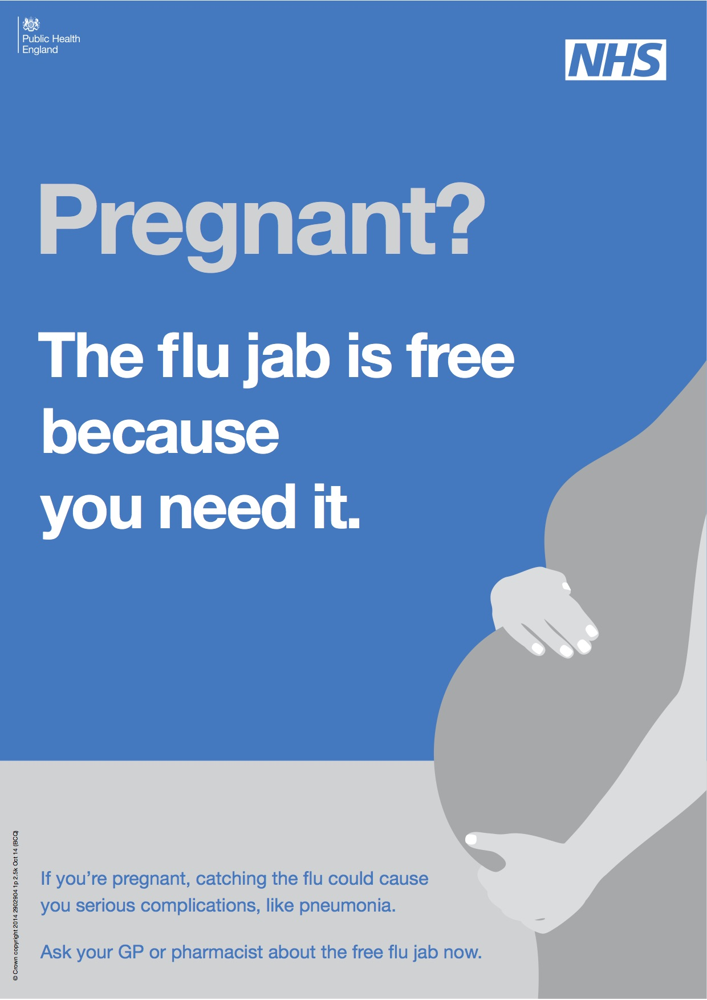 Public Health
England
NHS
Pregnant?
The flu jab is free
because
you need it.
If you’re pregnant, catching the flu could cause
you serious complications, like pneumonia.
Ask your GP or pharmacist about the free flu jab now.
© Crown copyright 2014 2902904 1p 2.5k Oct 14 (BCQ)